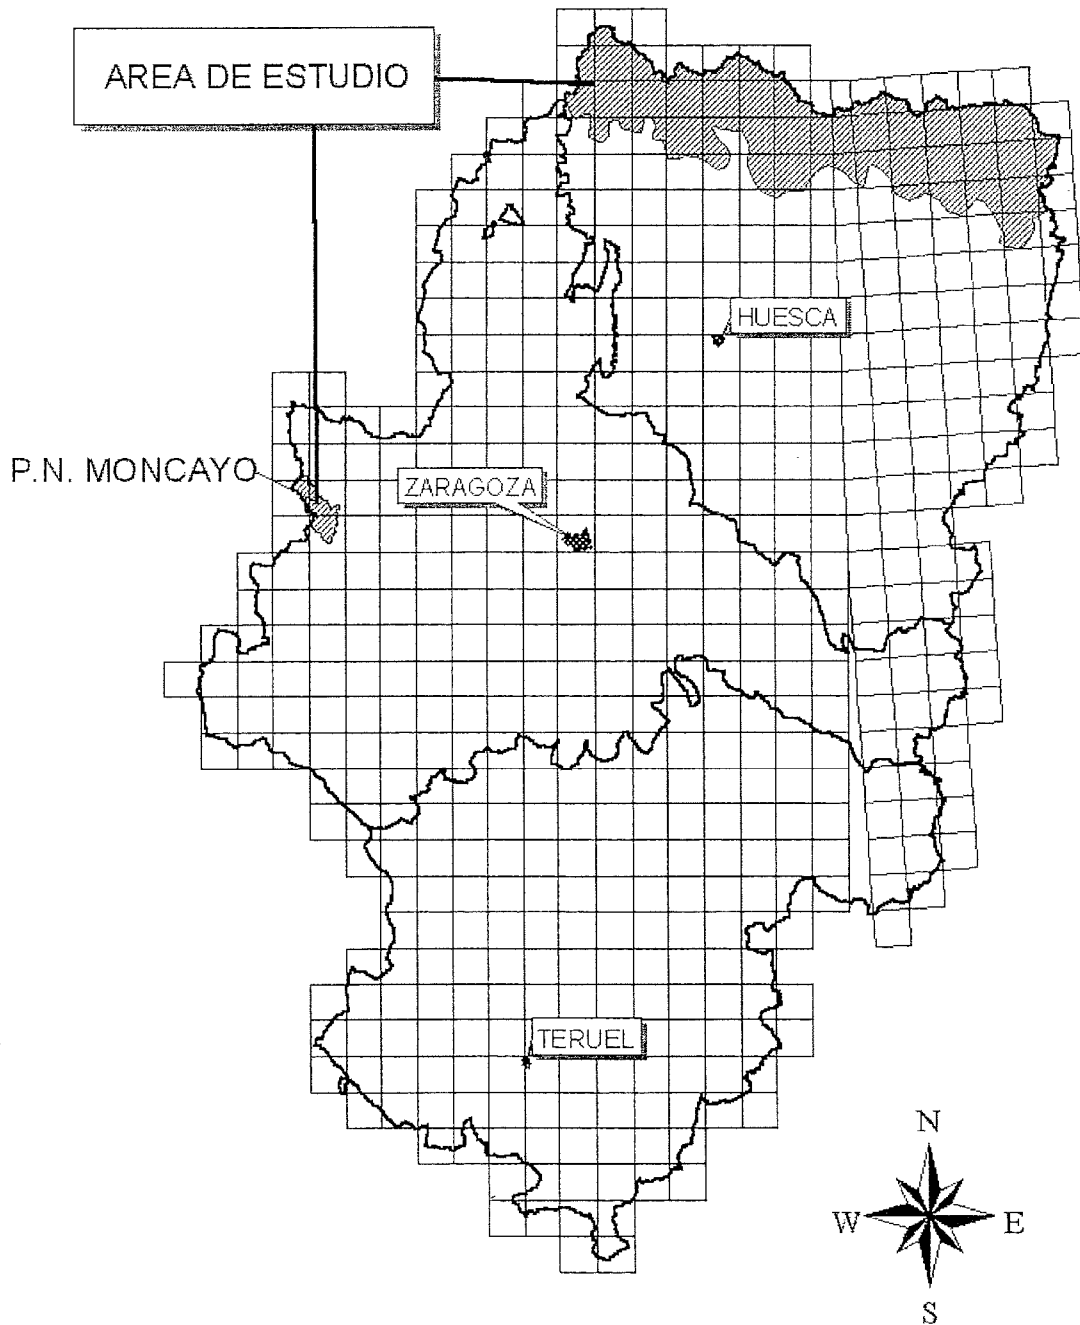 AREA DE ESTUDIO
HUESCA
P.N. MONCAYO
ZARAGOZA
TERUEL
N
W
E
S